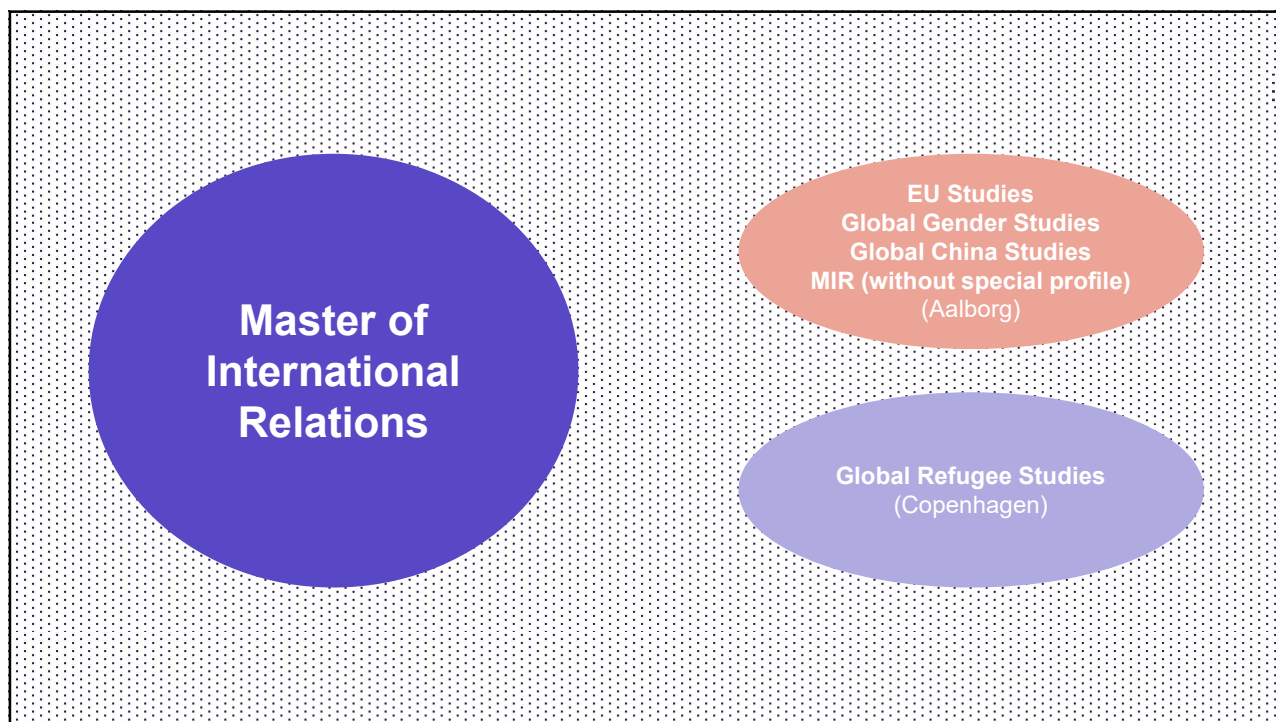 Master of
International
Relations
EU Studies
Global Gender Studies
Global China Studies
MIR (without special profile)
(Aalborg)
Global Refugee Studies
(Copenhagen)